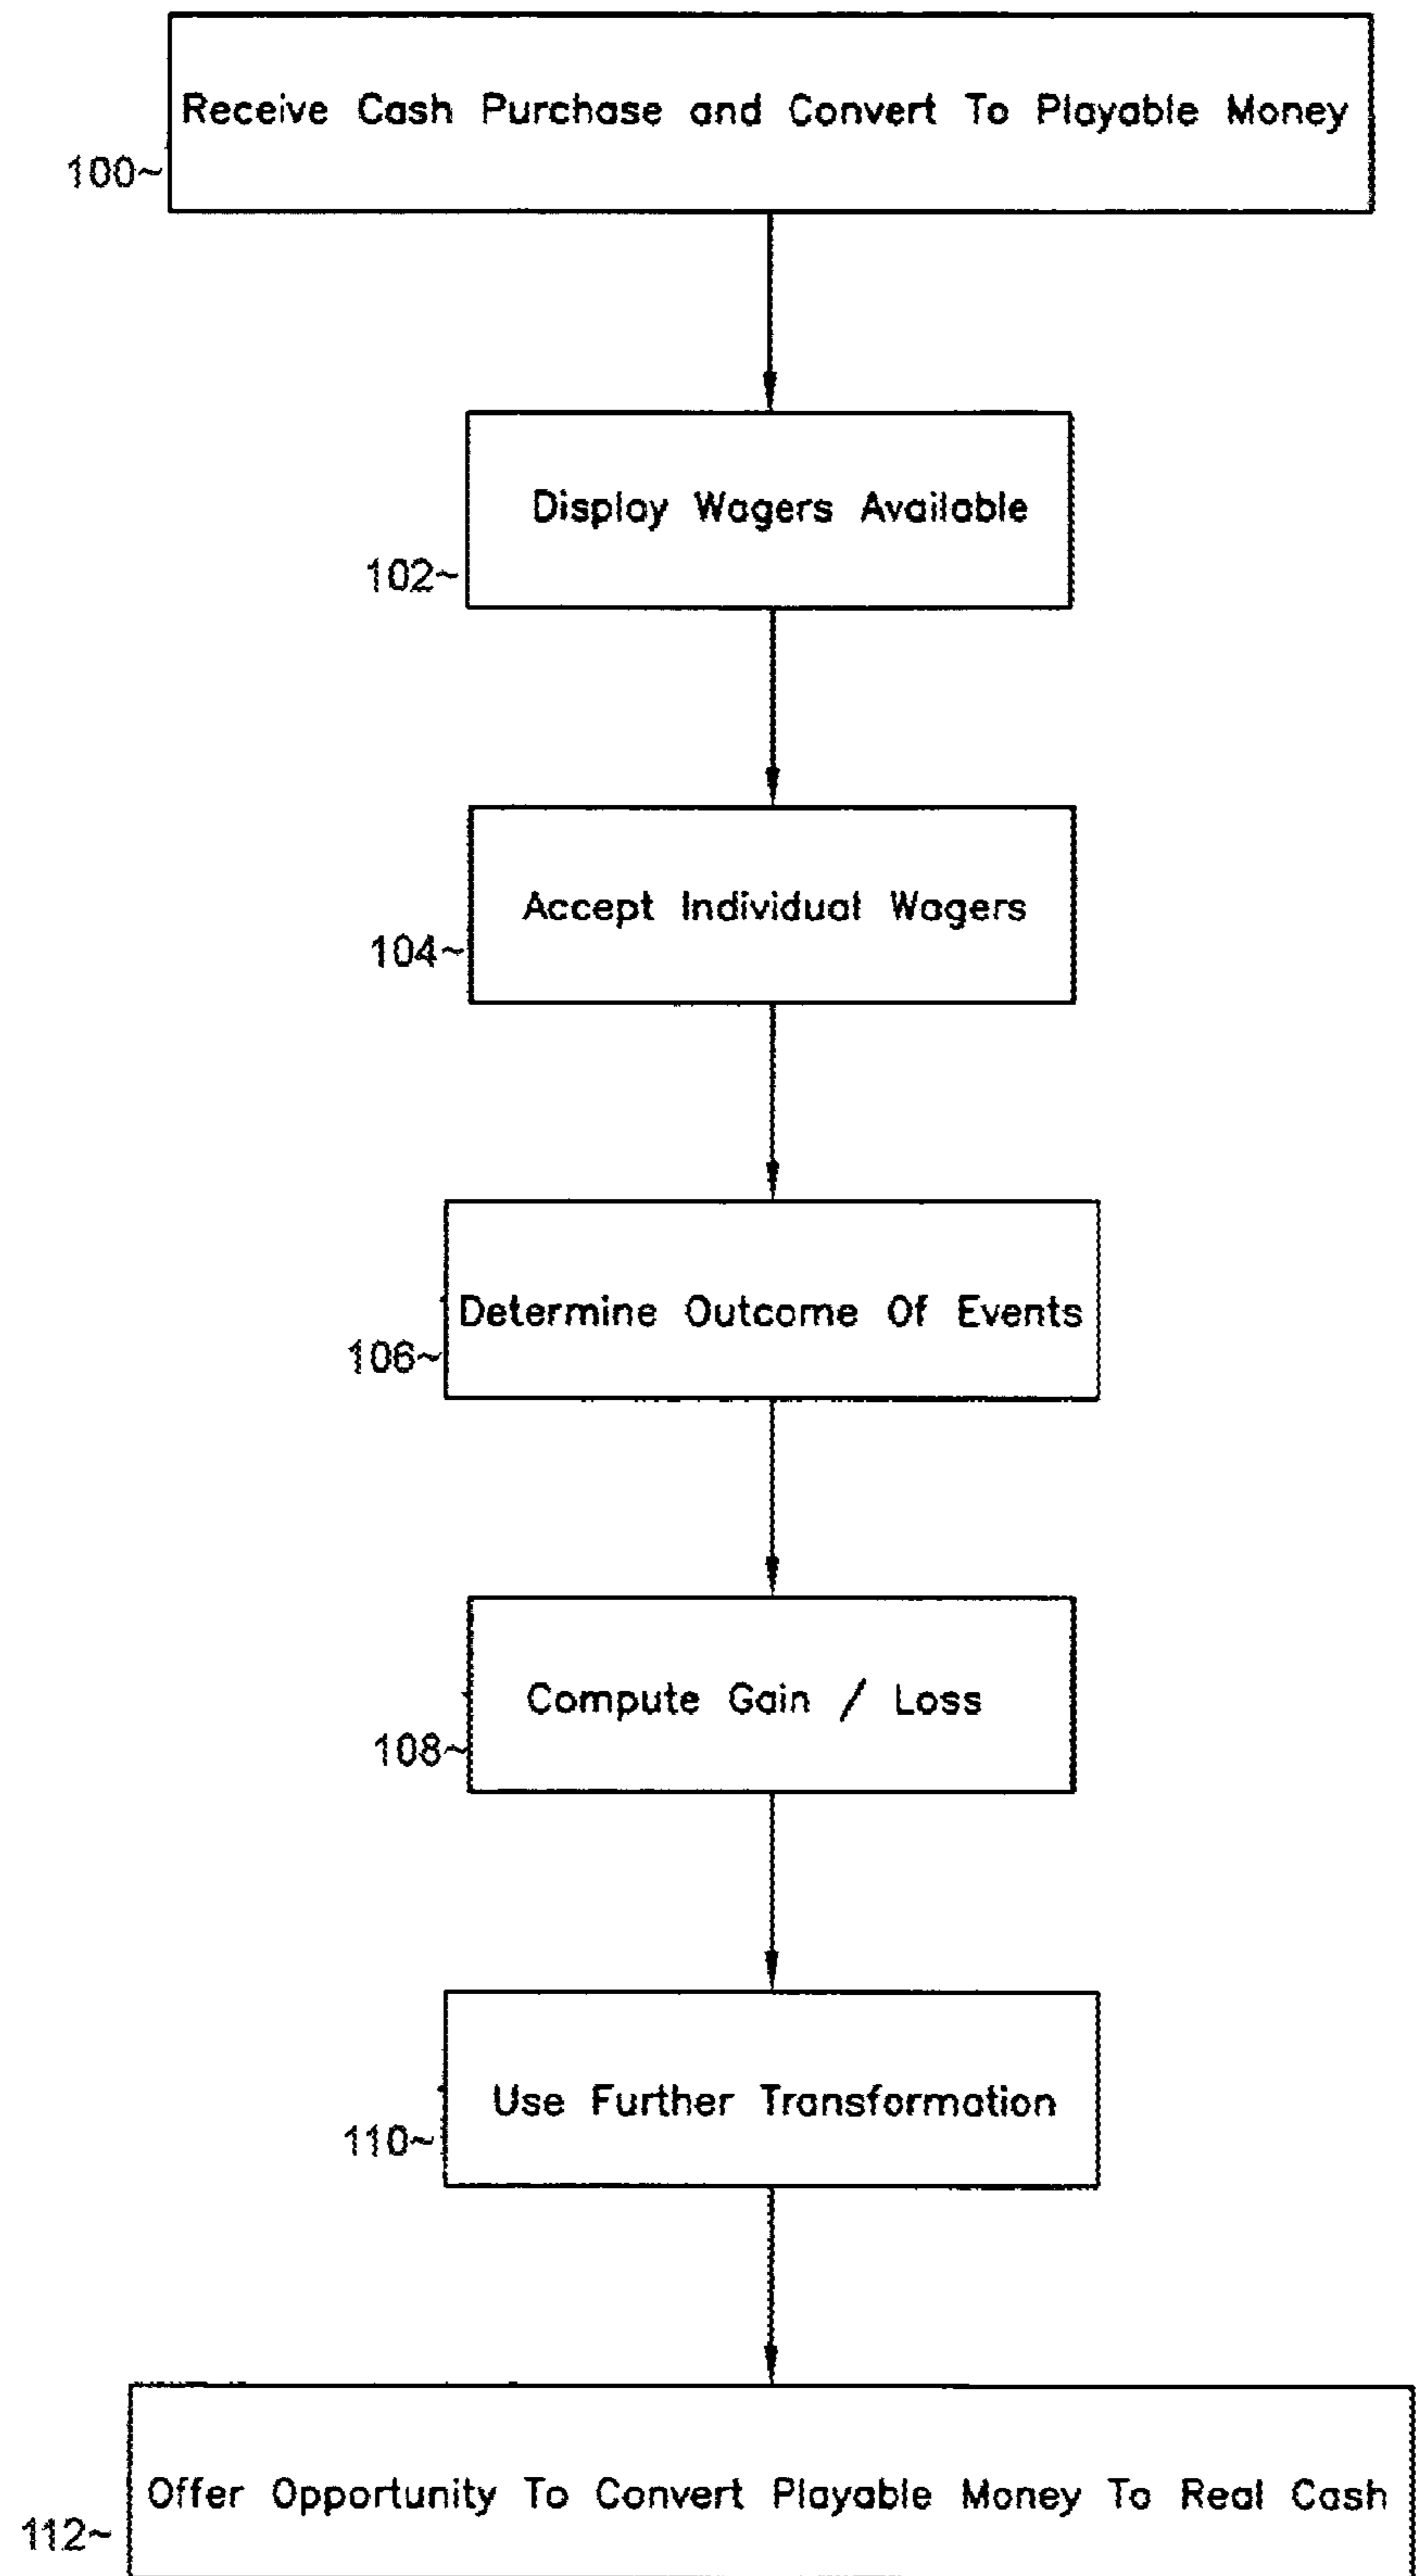 Receive Cash Purchase and Convert To Playable Money
100~
Display Wagers Available
102~
Accept Individual Wagers
104~
Determine Outcome Of Events
106~
Compute Gain / Loss
108~
Use Further Transformation
110~
Offer Opportunity To Convert Playable Money To Real Cash
112~